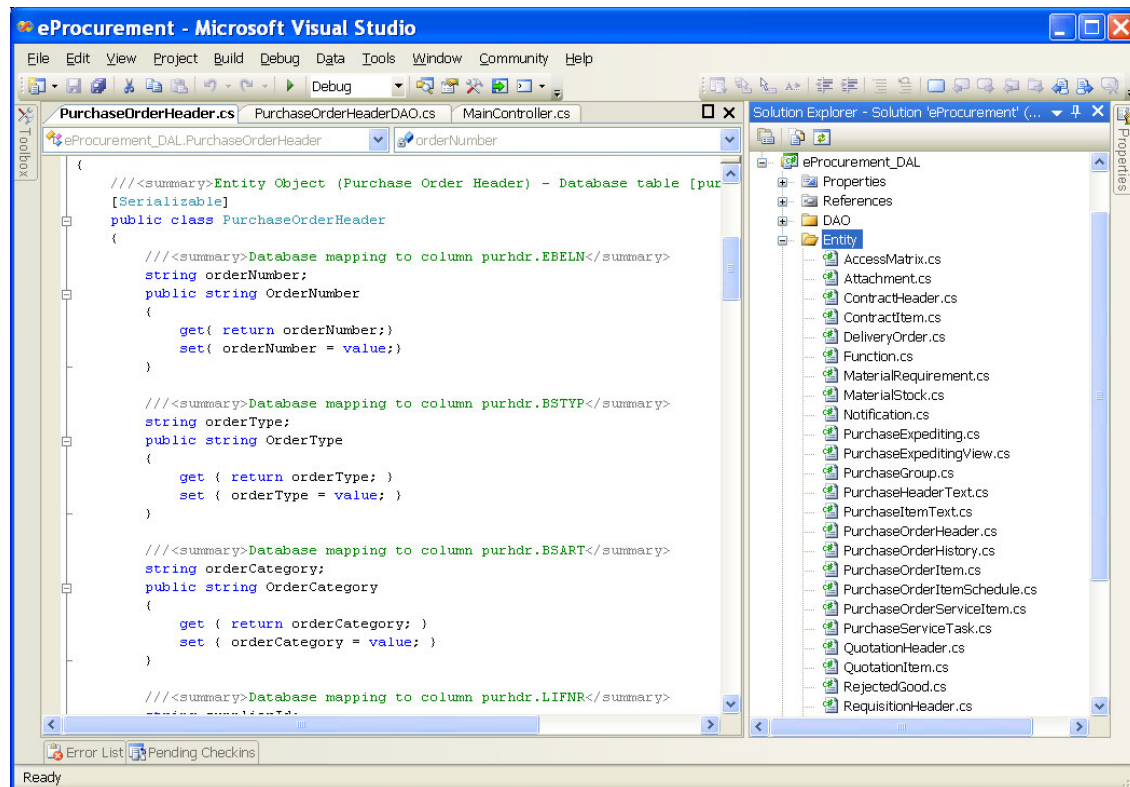 eProcurement - Microsoft Visual Studio
File Edit View Project Build Debug Data Tools Window Community Help
Debug
PurchaseOrderHeader.cs PurchaseOrderHeaderDAO.cs MainController.cs
eProcurement_DAL.PurchaseOrderHeader orderNumber
{
///<summary>Entity Object (Purchase Order Header) - Database table [pur
[Serializable]
public class PurchaseOrderHeader
{
///<summary>Database mapping to column purhdr.EBELN</summary>
string orderNumber;
public string OrderNumber
{
get{ return orderNumber;}
set{ orderNumber = value;}
}
///<summary>Database mapping to column purhdr.BSTYP</summary>
string orderType;
public string OrderType
{
get { return orderType; }
set { orderType = value; }
}
///<summary>Database mapping to column purhdr.BSART</summary>
string orderCategory;
public string OrderCategory
{
get { return orderCategory; }
set { orderCategory = value; }
}
///<summary>Database mapping to column purhdr.LIFNR</summary>
Toolbox
Solution Explorer - Solution 'eProcurement' (...
eProcurement_DAL
Properties
References
DAO
Entity
AccessMatrix.cs
Attachment.cs
ContractHeader.cs
ContractItem.cs
DeliveryOrder.cs
Function.cs
MaterialRequirement.cs
MaterialStock.cs
Notification.cs
PurchaseExpediting.cs
PurchaseExpeditingView.cs
PurchaseGroup.cs
PurchaseHeaderText.cs
PurchaseItemText.cs
PurchaseOrderHeader.cs
PurchaseOrderHistory.cs
PurchaseOrderItem.cs
PurchaseOrderItemSchedule.cs
PurchaseOrderServiceItem.cs
PurchaseServiceTask.cs
QuotationHeader.cs
QuotationItem.cs
RejectedGood.cs
RequisitionHeader.cs
Properties
Error List Pending Checkins
Ready